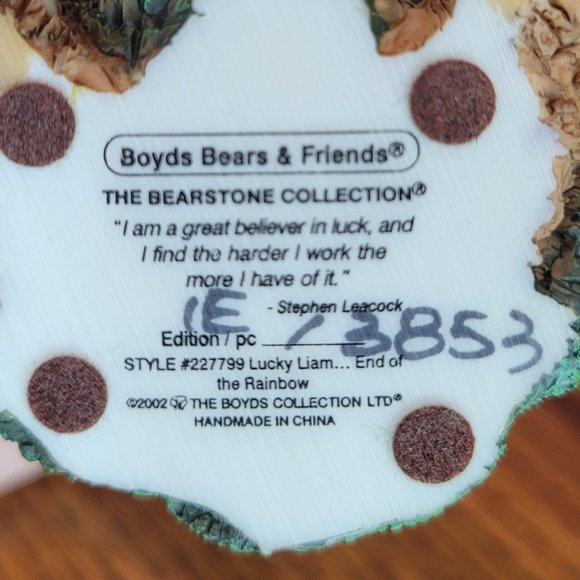 Boyds Bears & Friends®
THE BEARSTONE COLLECTION®
"I am a great believer in luck, and
I find the harder I work the
more I have of it."
- Stephen Leacock
1E / 3853
Edition / pc
STYLE #227799 Lucky Liam... End of
the Rainbow
©2002 THE BOYDS COLLECTION LTD®
HANDMADE IN CHINA